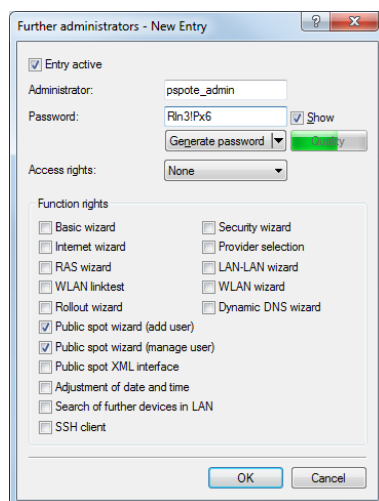 Further administrators - New Entry
Entry active
Administrator: pspote_admin
Password: RIn3!Px6 Show
Generate password Quality
Access rights: None
Function rights
Basic wizard Security wizard
Internet wizard Provider selection
RAS wizard LAN-LAN wizard
WLAN linktest WLAN wizard
Rollout wizard Dynamic DNS wizard
Public spot wizard (add user)
Public spot wizard (manage user)
Public spot XML interface
Adjustment of date and time
Search of further devices in LAN
SSH client
OK Cancel